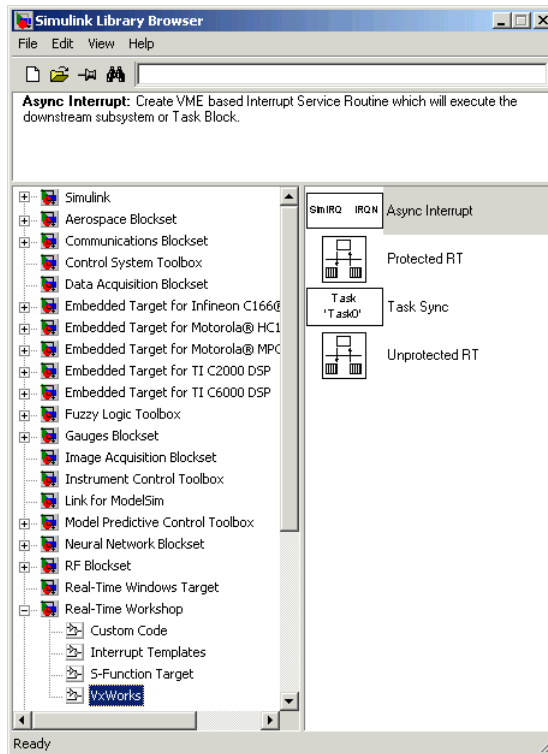 Simulink Library Browser
File Edit View Help
Async Interrupt: Create VME based Interrupt Service Routine which will execute the
downstream subsystem or Task Block.
Simulink
Aerospace Blockset
Communications Blockset
Control System Toolbox
Data Acquisition Blockset
Embedded Target for Infineon C166®
Embedded Target for Motorola® HC1
Embedded Target for Motorola® MPC
Embedded Target for TI C2000 DSP
Embedded Target for TI C6000 DSP
Fuzzy Logic Toolbox
Gauges Blockset
Image Acquisition Blockset
Instrument Control Toolbox
Link for ModelSim
Model Predictive Control Toolbox
Neural Network Blockset
RF Blockset
Real-Time Windows Target
Real-Time Workshop
Custom Code
Interrupt Templates
S-Function Target
VxWorks
SimIRQ IRQN Async Interrupt
Protected RT
Task
'Task0'
Task Sync
Unprotected RT
Ready